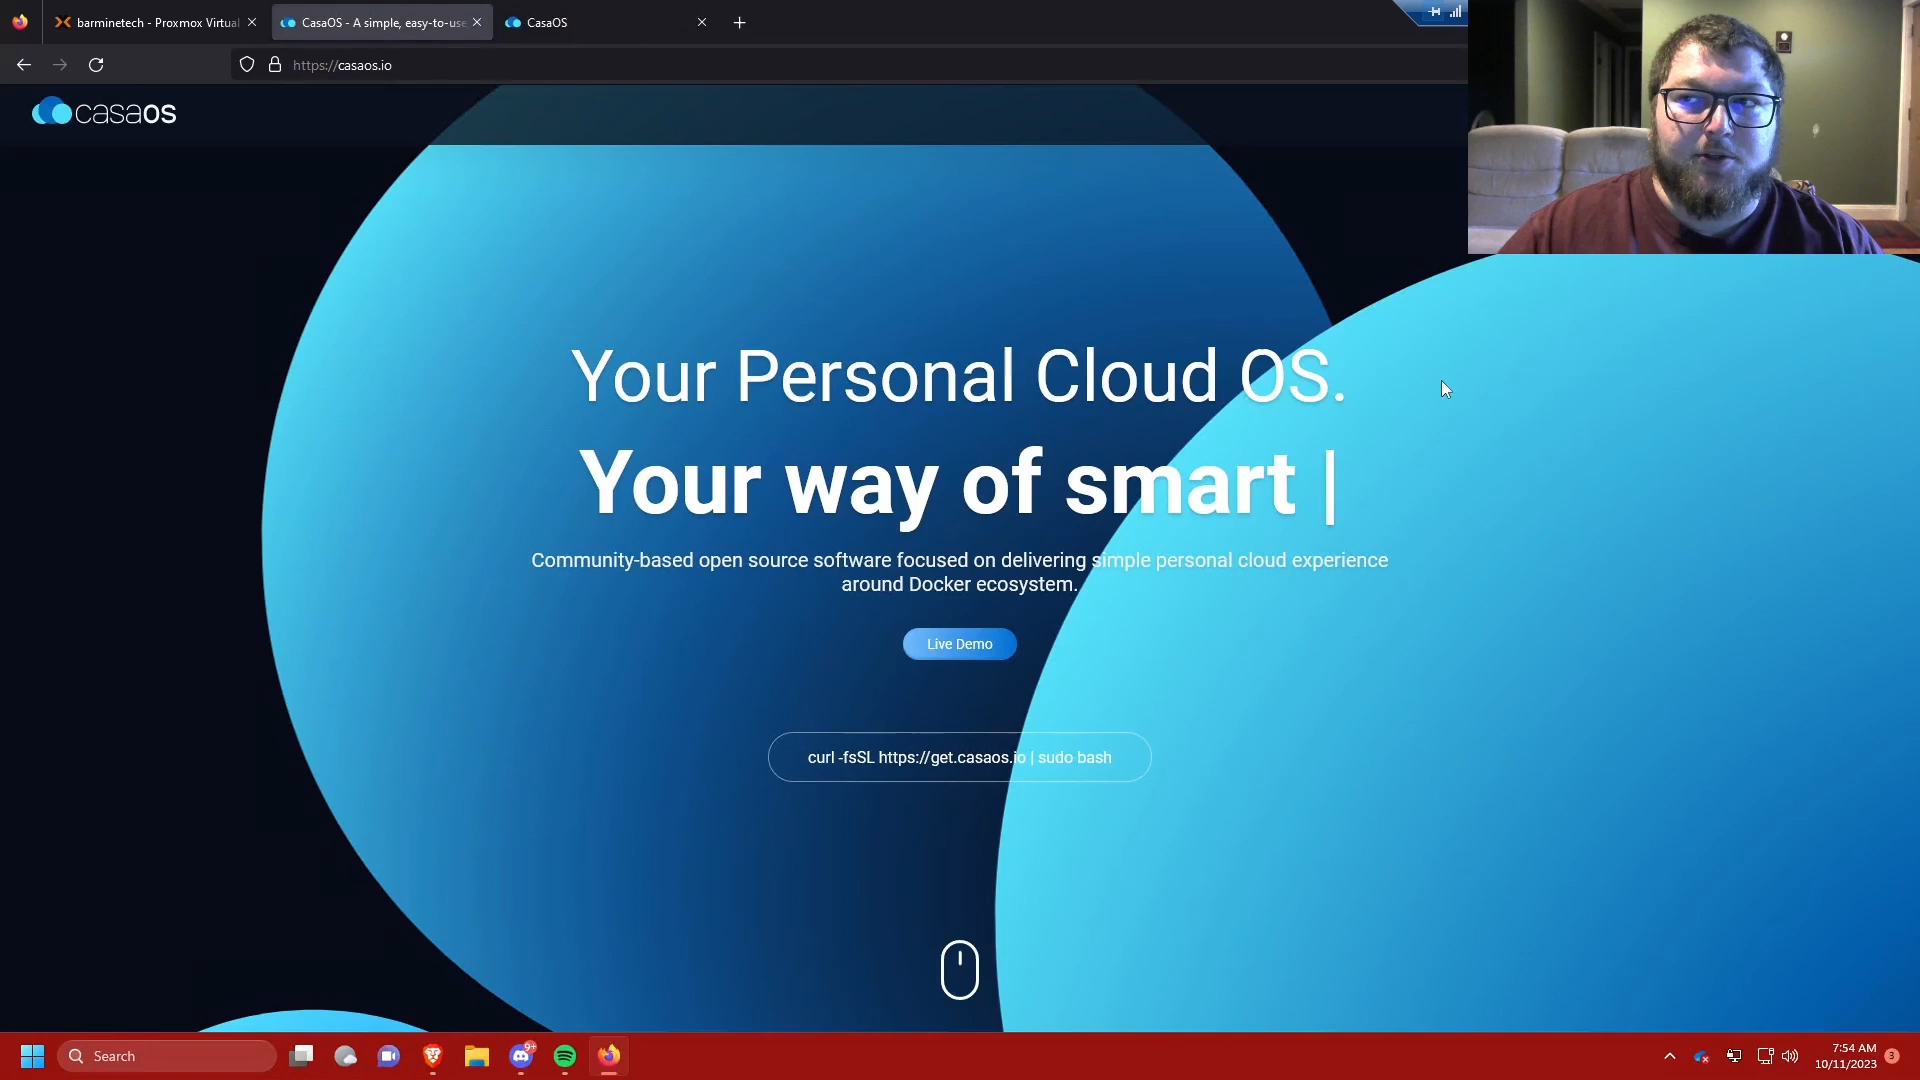 barminetech - Proxmox Virtual
CasaOS - A simple, easy-to-use
CasaOS
https://casaos.io
casaOS
Your Personal Cloud OS.
Your way of smart |
Community-based open source software focused on delivering simple personal cloud experience
around Docker ecosystem.
Live Demo
curl -fsSL https://get.casaos.io | sudo bash
Search
9+
7:54 AM
10/11/2023
3